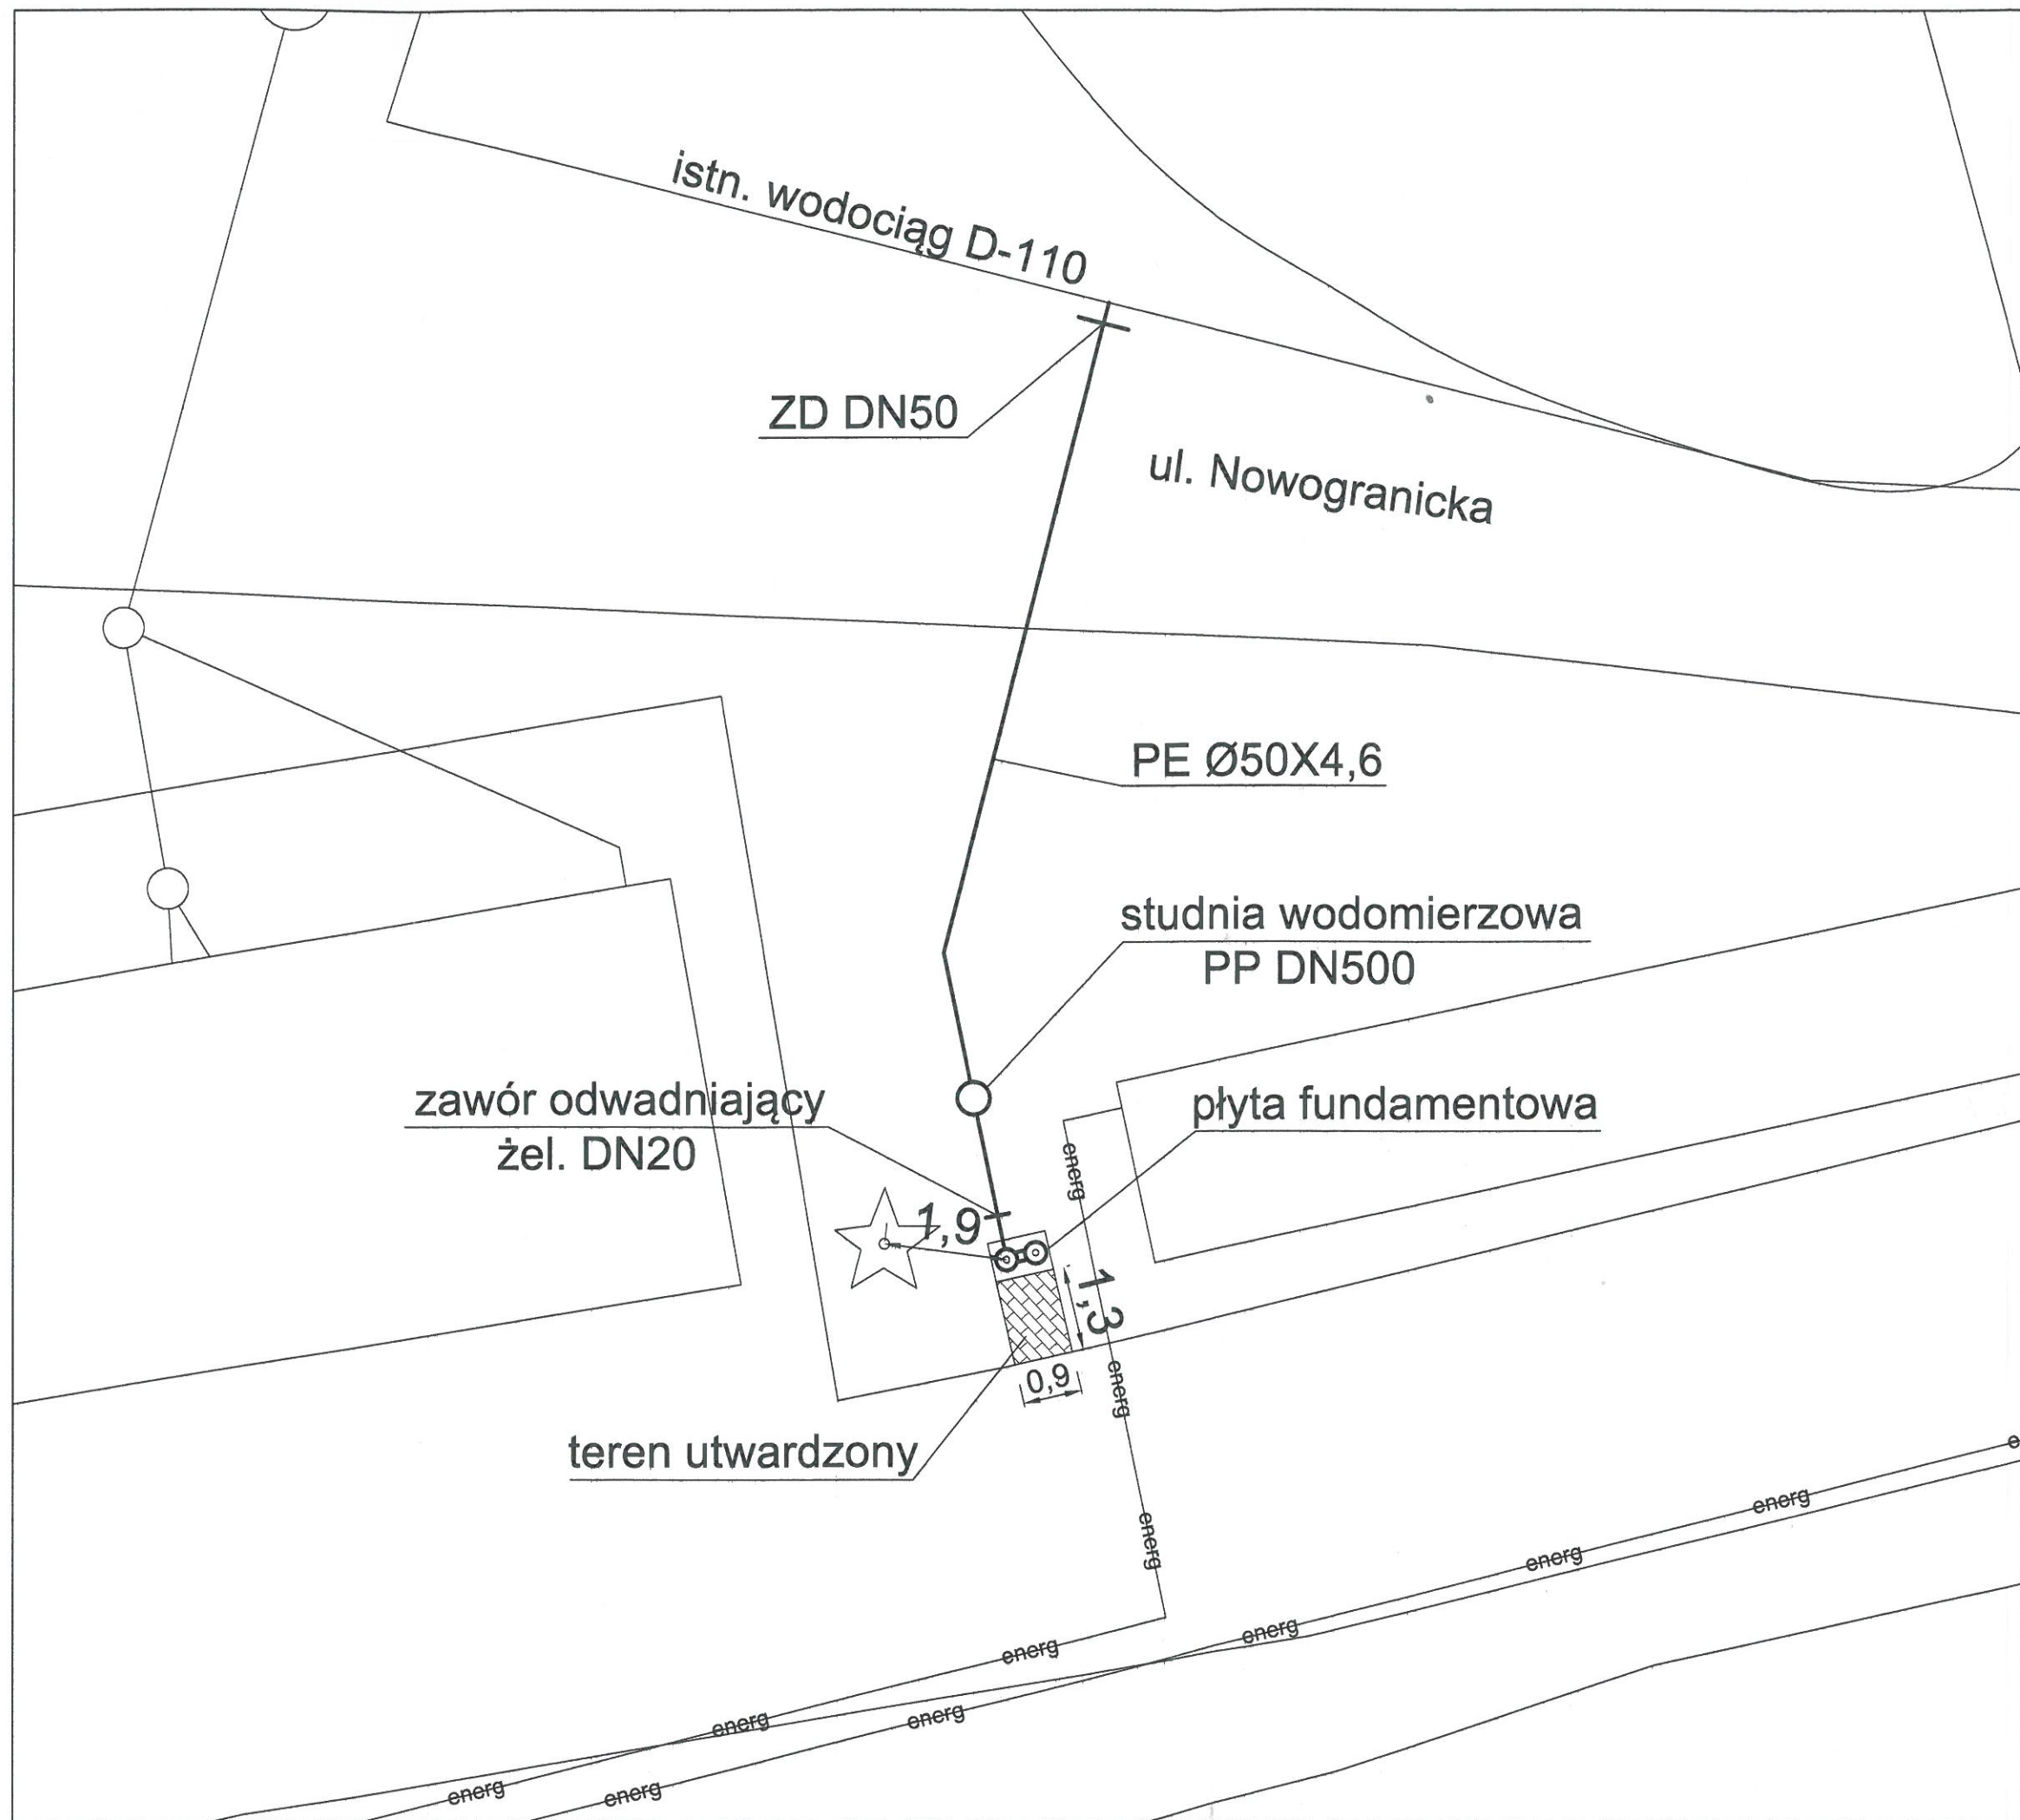 istn. wodociąg D-110
ZD DN50
ul. Nowogranicka
PE Ø50X4,6
studnia wodomierzowa
PP DN500
zawór odwadniający
żel. DN20
płyta fundamentowa
energ
1,9
1,3
0,9
energ
teren utwardzony
energ
energ
energ
energ
energ
energ
energ
energ
energ
e